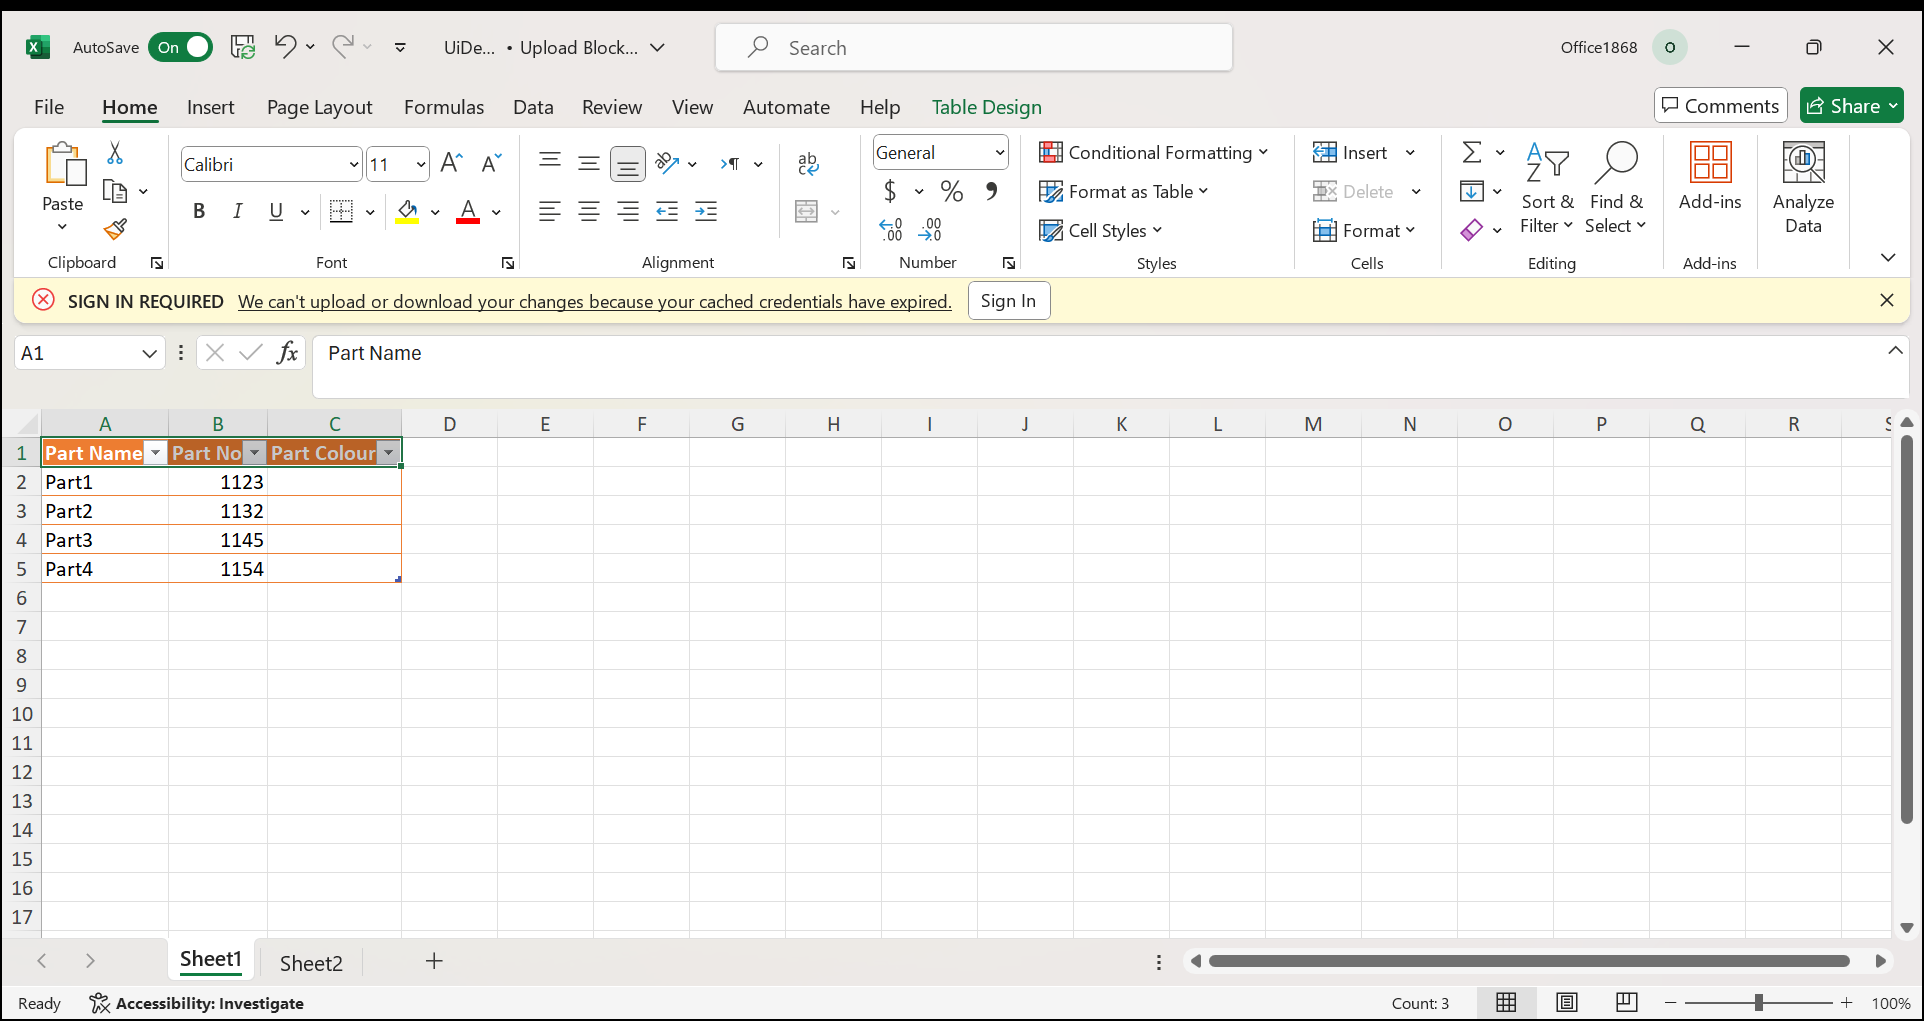 AutoSave On UiDe... • Upload Block... Search Office1868 O
File Home Insert Page Layout Formulas Data Review View Automate Help Table Design Comments Share
Paste
Clipboard
Calibri 11
B I U A
Font
ab
Alignment
General
$ % 9
Number
Conditional Formatting
Format as Table
Cell Styles
Styles
Insert
Delete
Format
Cells
Sort & Filter
Find & Select
Editing
Add-ins
Add-ins
Analyze Data
SIGN IN REQUIRED We can't upload or download your changes because your cached credentials have expired. Sign In
A1 fx Part Name
A B C D E F G H I J K L M N O P Q R S
1 Part Name Part No Part Colour
2 Part1 1123
3 Part2 1132
4 Part3 1145
5 Part4 1154
6
7
8
9
10
11
12
13
14
15
16
17
Sheet1 Sheet2
Ready Accessibility: Investigate Count: 3 100%